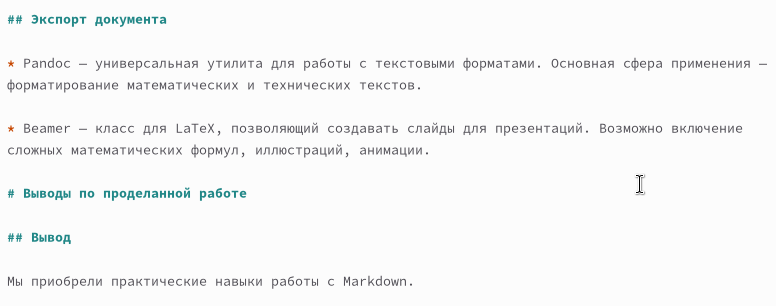 ## Экспорт документа
* Pandoc — универсальная утилита для работы с текстовыми форматами. Основная сфера применения —
форматирование математических и технических текстов.
* Beamer — класс для LaTeX, позволяющий создавать слайды для презентаций. Возможно включение
сложных математических формул, иллюстраций, анимации.
# Выводы по проделанной работе
## Вывод
Мы приобрели практические навыки работы с Markdown.